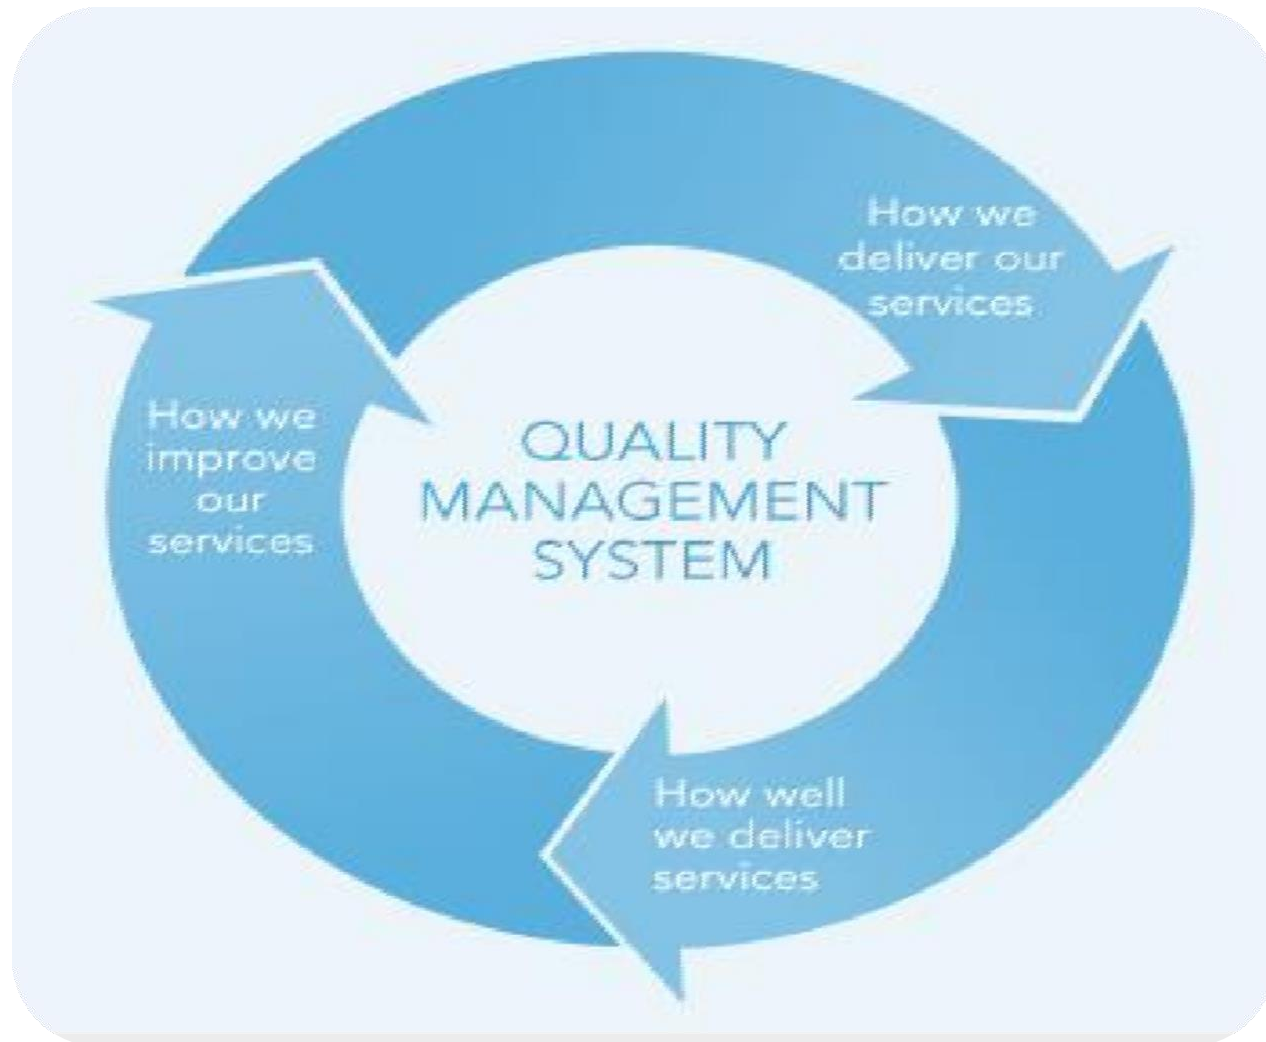 How we
deliver our
services
How well
we deliver
services
How we
improve
our
services
QUALITY
MANAGEMENT
SYSTEM